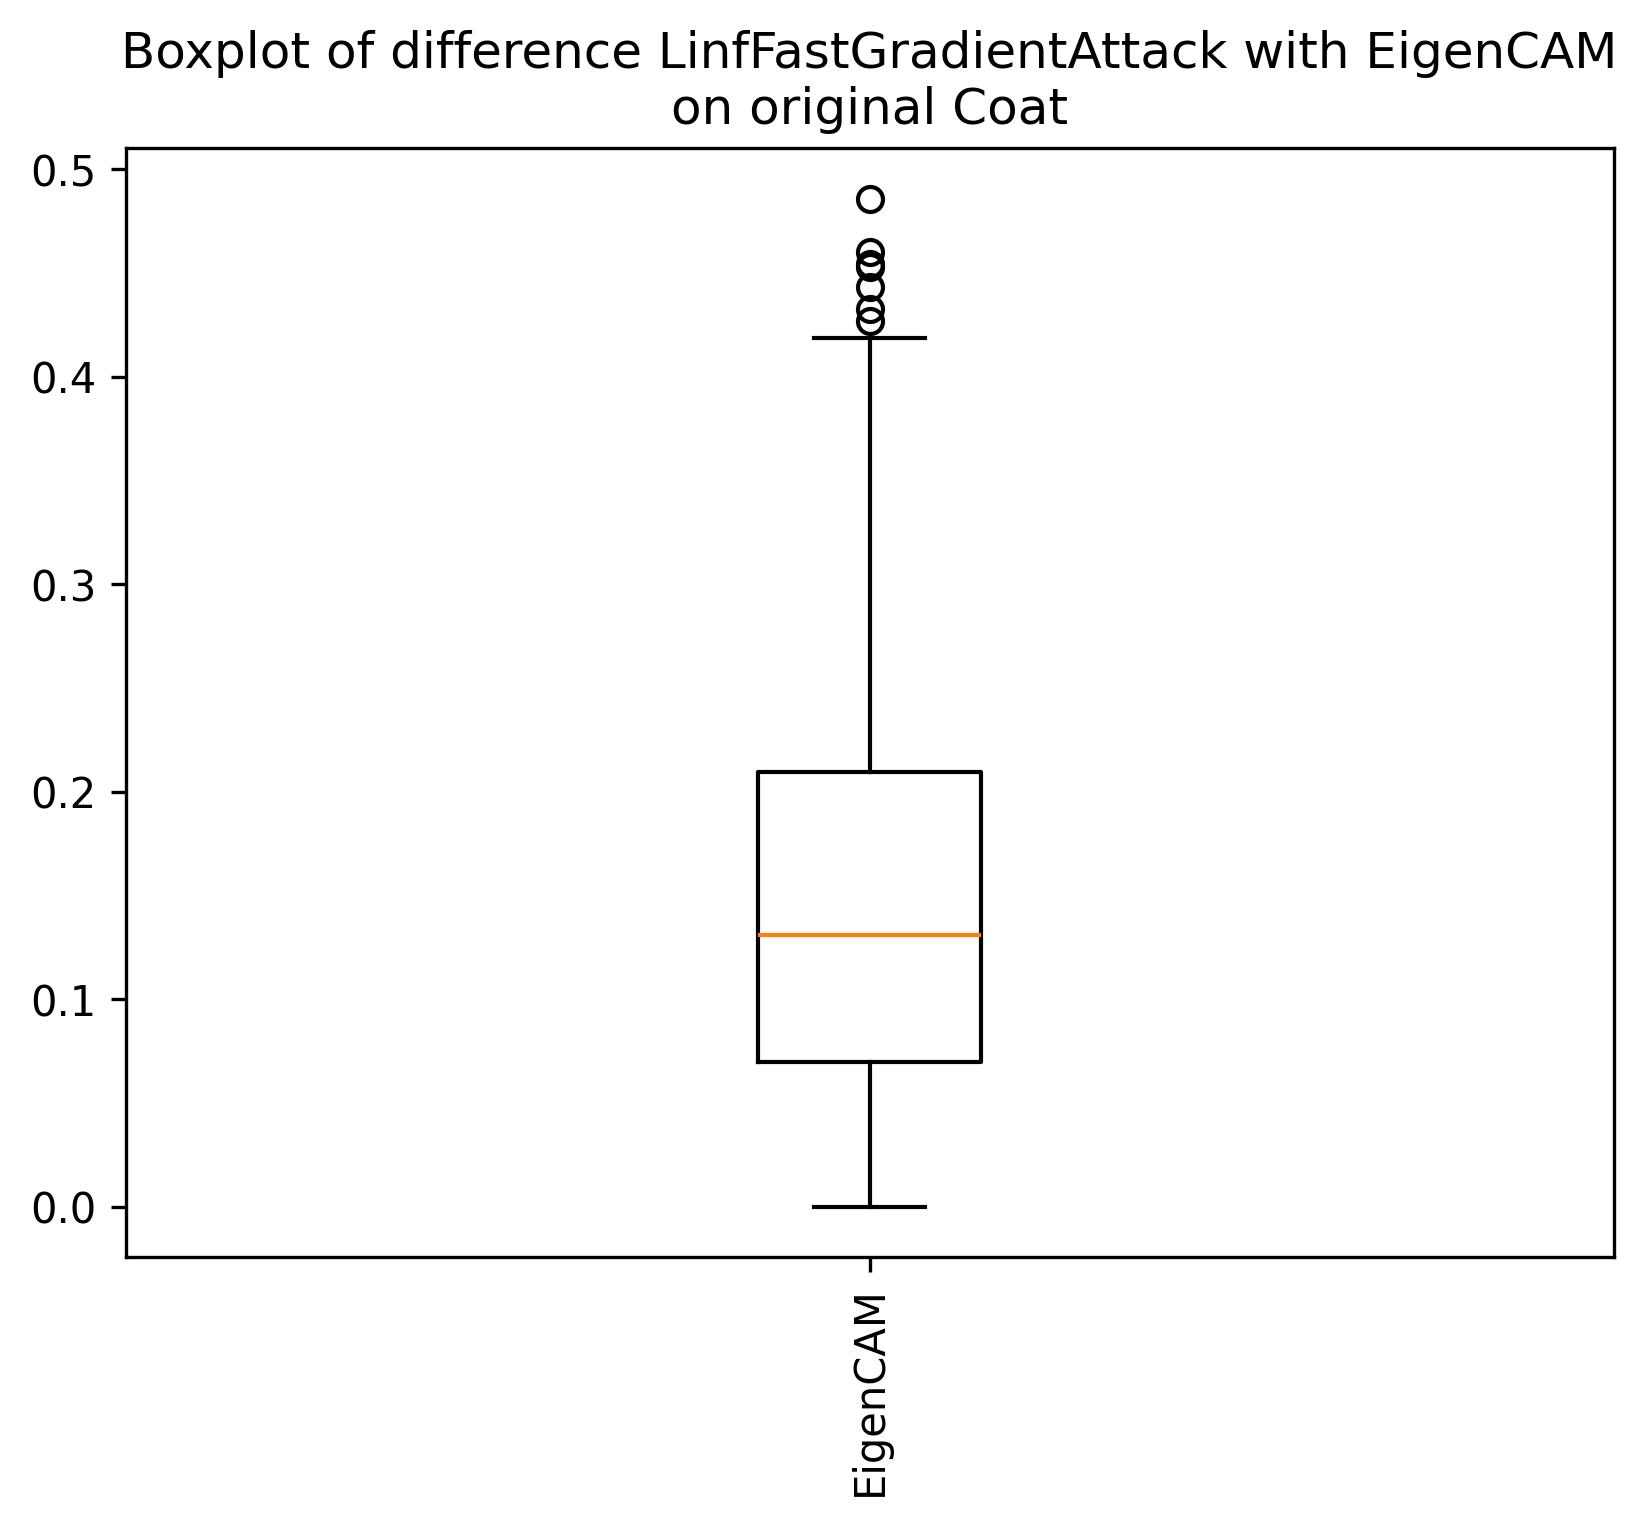 Boxplot of difference LinfFastGradientAttack with EigenCAM
on original Coat
0.5
0.4
0.3
0.2
0.1
0.0
EigenCAM